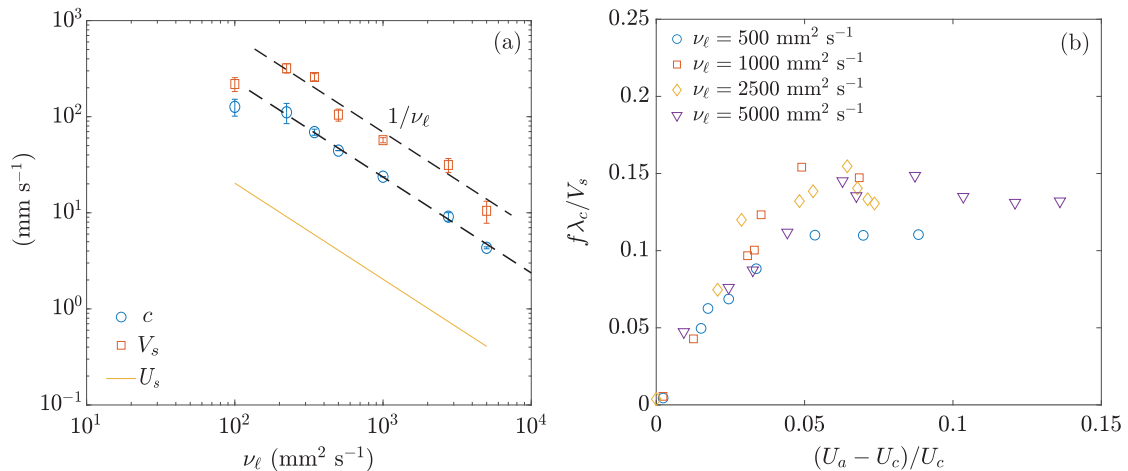 (a)
10³
10²
10¹
10⁰
10⁻¹
(mm s⁻¹)
1/ν_ℓ
c
V_s
U_s
10¹ 10² 10³ 10⁴
ν_ℓ (mm² s⁻¹)
(b)
0.25
0.2
0.15
0.1
0.05
0
fλ_c/V_s
ν_ℓ = 500 mm² s⁻¹
ν_ℓ = 1000 mm² s⁻¹
ν_ℓ = 2500 mm² s⁻¹
ν_ℓ = 5000 mm² s⁻¹
0 0.05 0.1 0.15
(U_a − U_c)/U_c